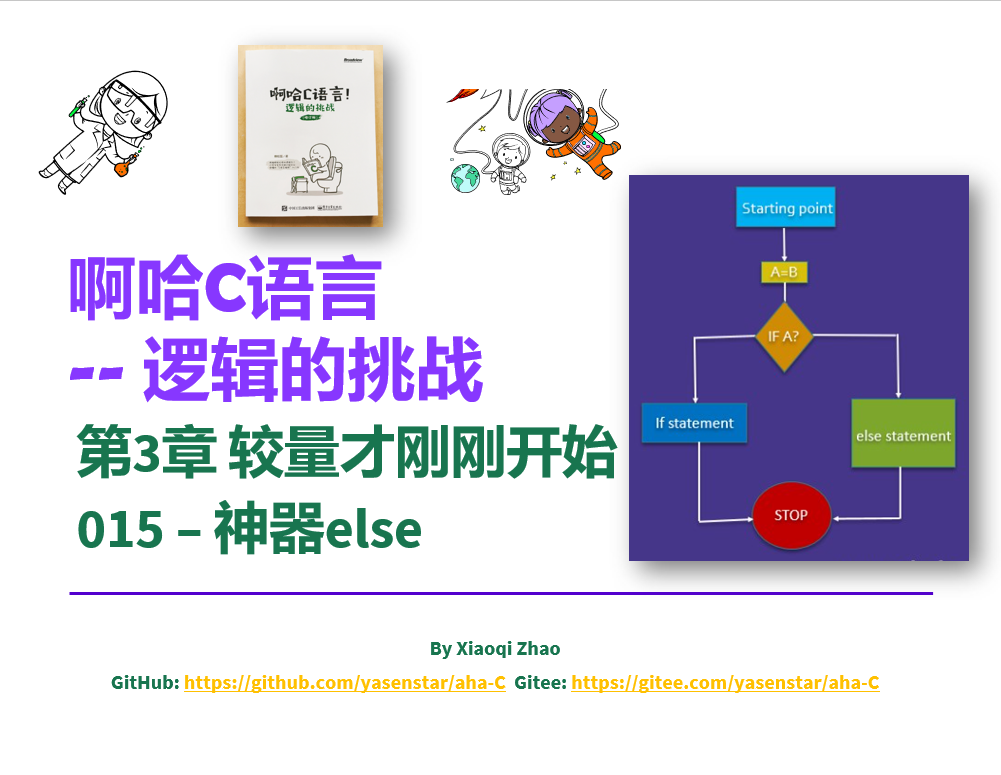 啊哈C语言!
逻辑的挑战
啊哈C语言
-- 逻辑的挑战
第3章 较量才刚刚开始
015 – 神器else
Starting point
A=B
IF A?
If statement
else statement
STOP
By Xiaoqi Zhao
GitHub: https://github.com/yasenstar/aha-C Gitee: https://gitee.com/yasenstar/aha-C